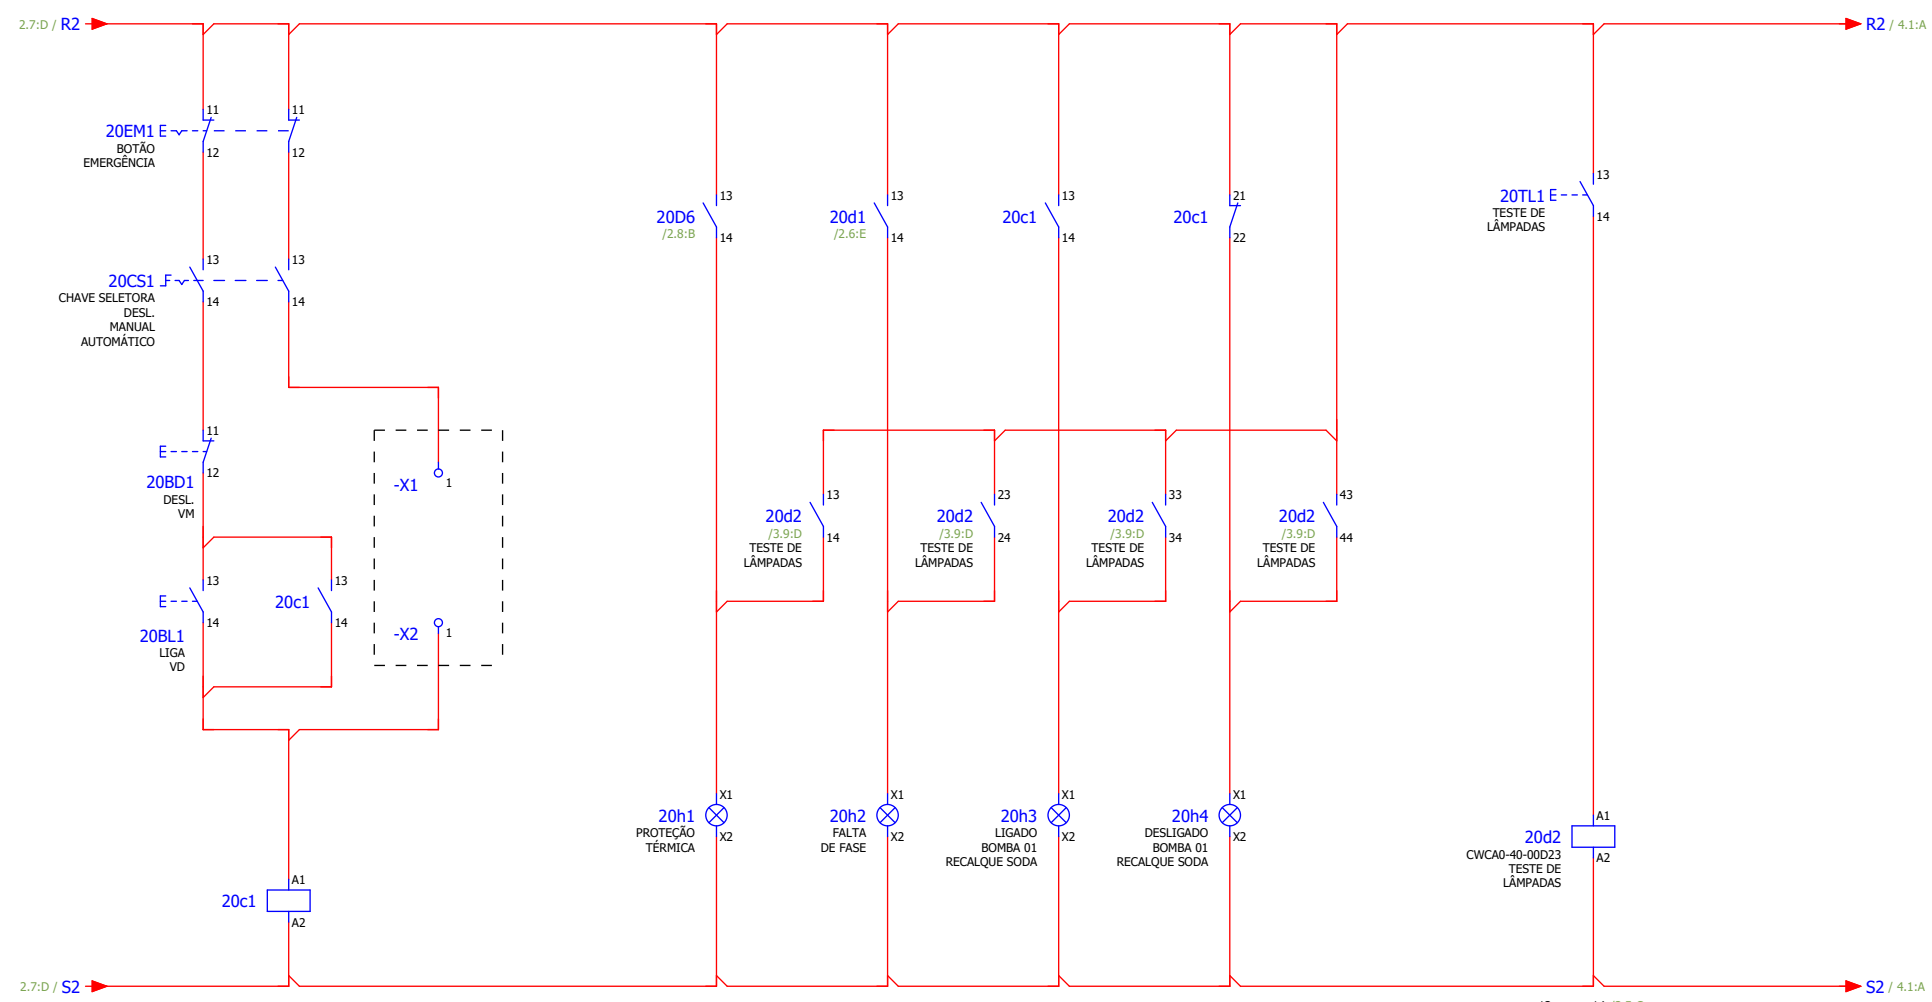 2.7:D / R2
R2 / 4.1:A
11
11
20EM1
BOTÃO
EMERGÊNCIA
12
12
13
13
20CS1
CHAVE SELETORA
DESL.
MANUAL
AUTOMÁTICO
14
14
11
12
20BD1
DESL.
VM
13
13
20c1
14
14
20BL1
LIGA
VD
-X1
1
-X2
1
A1
20c1
A2
13
20D6
/2.8:B
14
13
20d1
/2.6:E
14
13
20c1
14
21
20c1
22
13
20TL1
TESTE DE
LÂMPADAS
14
13
20d2
/3.9:D
TESTE DE
LÂMPADAS
14
23
20d2
/3.9:D
TESTE DE
LÂMPADAS
24
33
20d2
/3.9:D
TESTE DE
LÂMPADAS
34
43
20d2
/3.9:D
TESTE DE
LÂMPADAS
44
X1
20h1
PROTEÇÃO
TÉRMICA
X2
X1
20h2
FALTA
DE FASE
X2
X1
20h3
LIGADO
BOMBA 01
RECALQUE SODA
X2
X1
20h4
DESLIGADO
BOMBA 01
RECALQUE SODA
X2
A1
20d2
CWCA0-40-00D23
TESTE DE
LÂMPADAS
A2
2.7:D / S2
S2 / 4.1:A